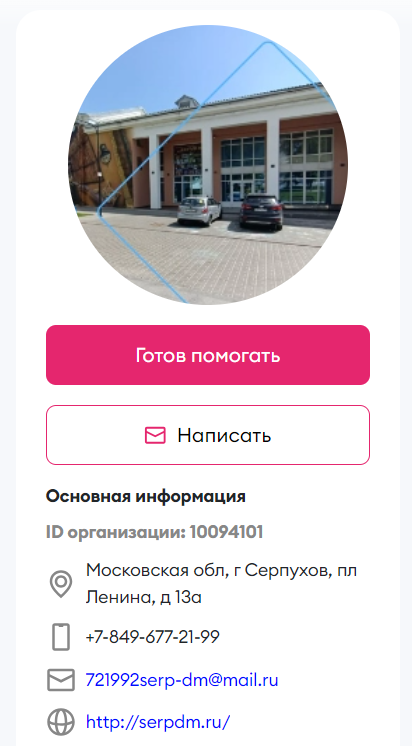 Готов помогать
Написать
Основная информация
ID организации: 10094101
Московская обл, г Серпухов, пл
Ленина, д 13а
+7-849-677-21-99
721992serp-dm@mail.ru
http://serpdm.ru/